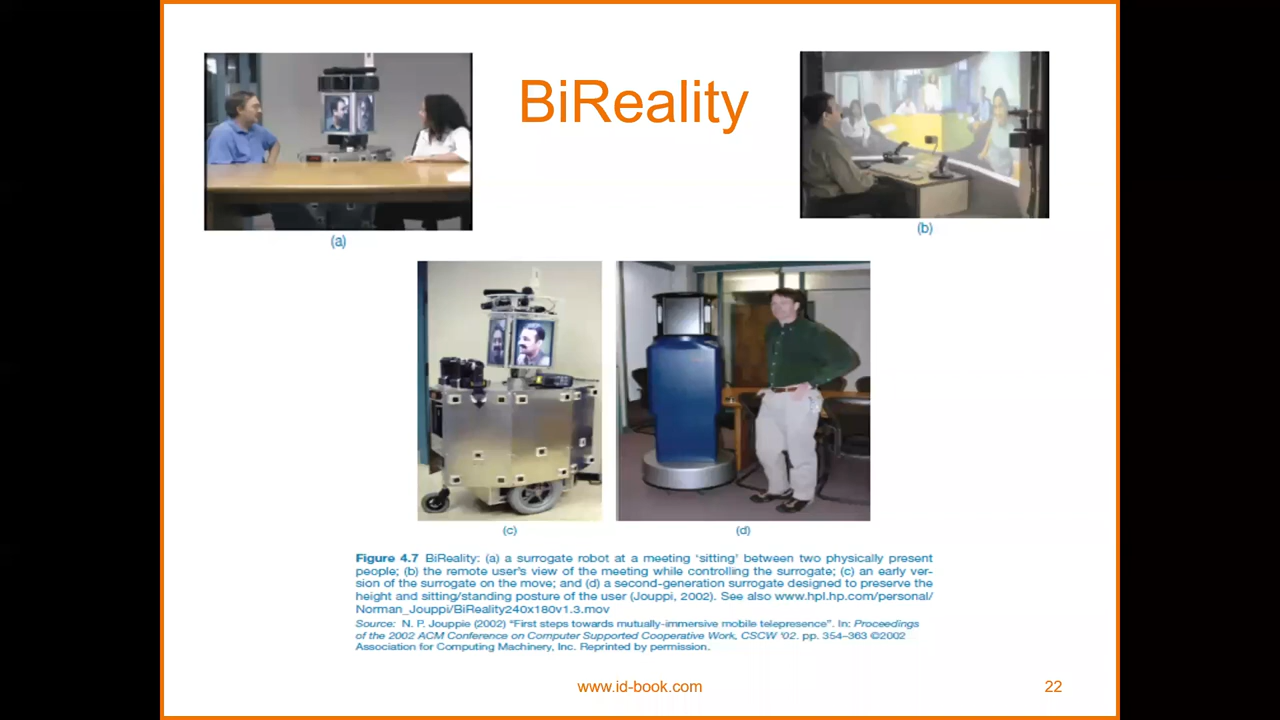 BiReality
(a)
(b)
(c)
(d)
Figure 4.7 BiReality: (a) a surrogate robot at a meeting 'sitting' between two physically present
people; (b) the remote user's view of the meeting while controlling the surrogate; (c) an early ver-
sion of the surrogate on the move; and (d) a second-generation surrogate designed to preserve the
height and sitting/standing posture of the user (Jouppi, 2002). See also www.hpl.hp.com/personal/
Norman_Jouppi/BiReality240x180v1.3.mov
Source: N. P. Jouppie (2002) "First steps towards mutually-immersive mobile telepresence". In: Proceedings
of the 2002 ACM Conference on Computer Supported Cooperative Work, CSCW '02. pp. 354–363 ©2002
Association for Computing Machinery, Inc. Reprinted by permission.
www.id-book.com
22